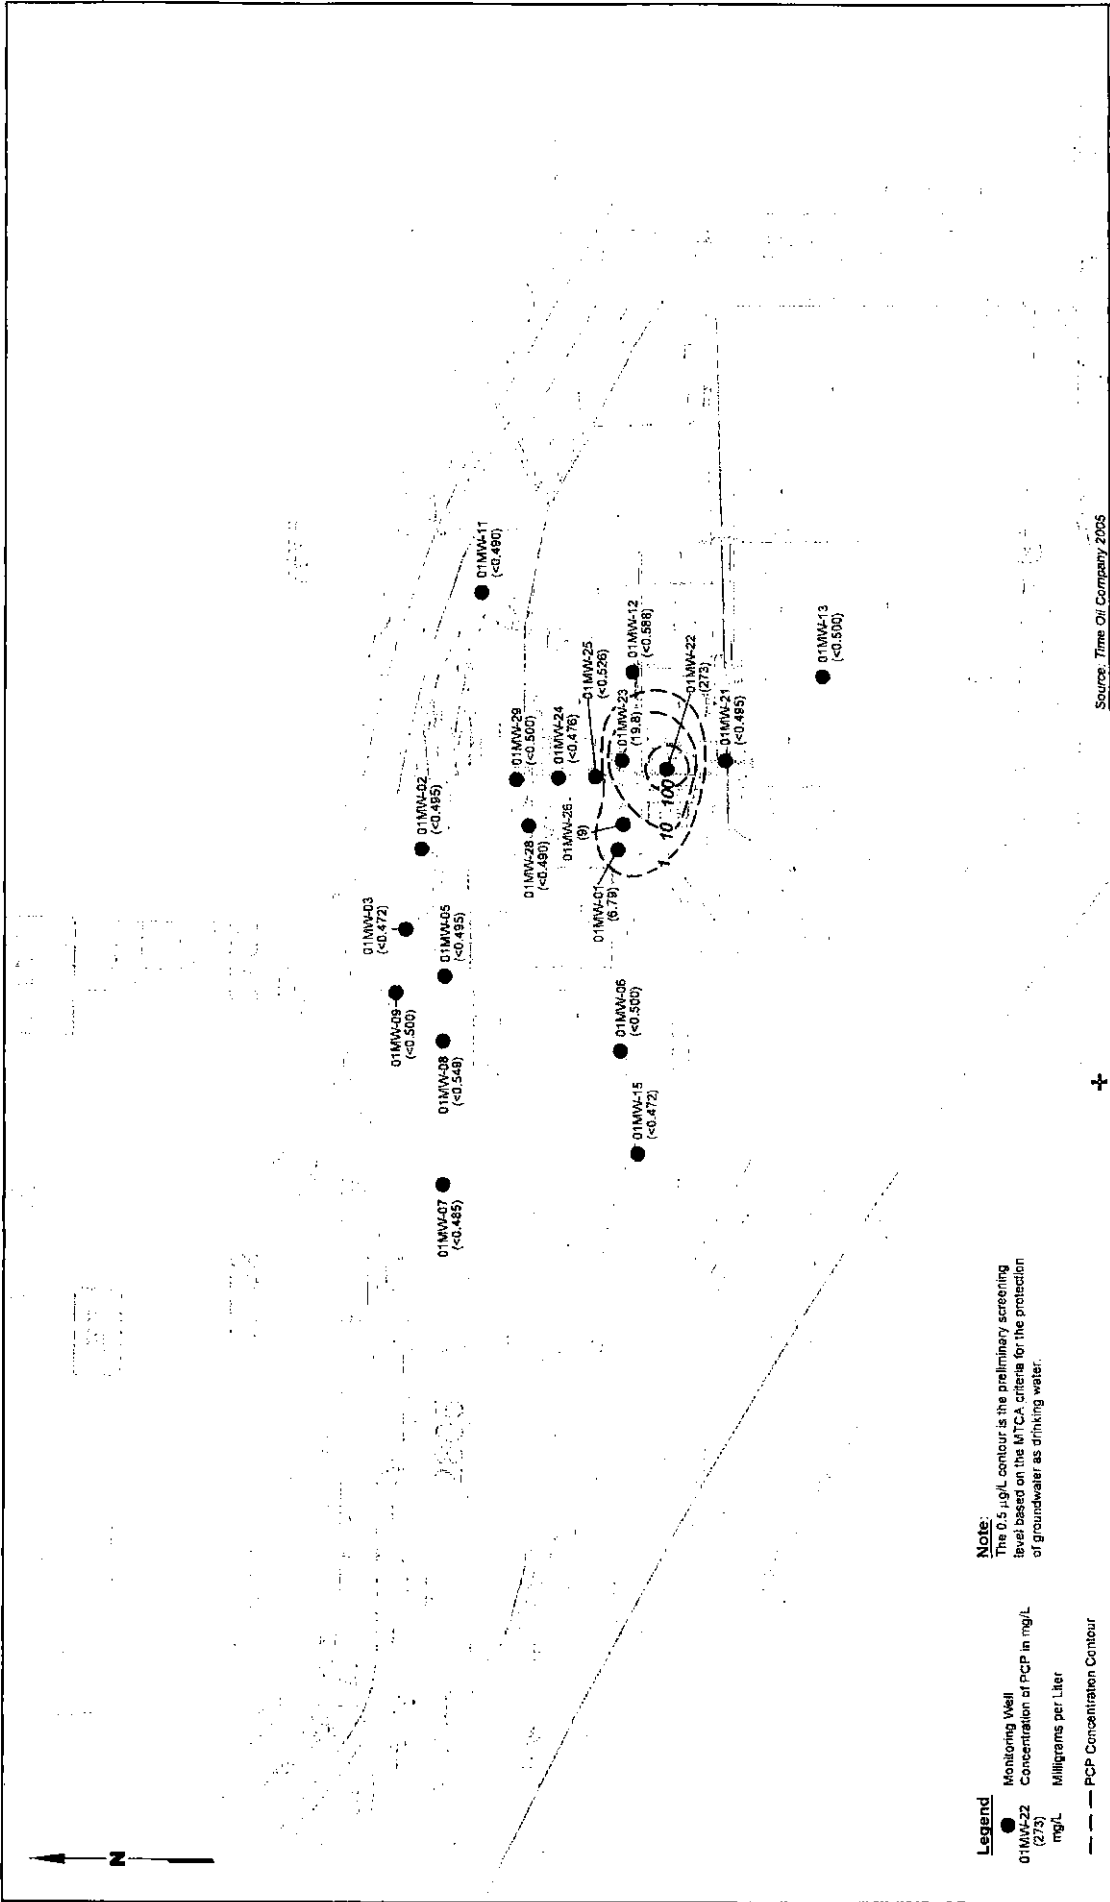 N
01MW-03
(<0.472)
01MW-02
(<0.495)
01MW-09
(<0.500)
01MW-05
(<0.495)
01MW-08
(<0.549)
01MW-07
(<0.485)
01MW-11
(<0.490)
01MW-29
(<0.500)
01MW-28
(<0.490)
01MW-24
(<0.476)
01MW-25
(<0.526)
01MW-26
(9)
01MW-01
(6.79)
01MW-23
(19.8)
01MW-12
(<0.588)
01MW-22
(273)
01MW-21
(<0.495)
01MW-06
(<0.500)
01MW-15
(<0.472)
01MW-13
(<0.500)
1
10
100
Legend
Monitoring Well
01MW-22 Concentration of PCP in mg/L
(273)
mg/L Milligrams per Liter
PCP Concentration Contour
Note:
The 0.5 µg/L contour is the preliminary screening
level based on the MTCA criteria for the protection
of groundwater as drinking water.
Source: Time Oil Company 2005